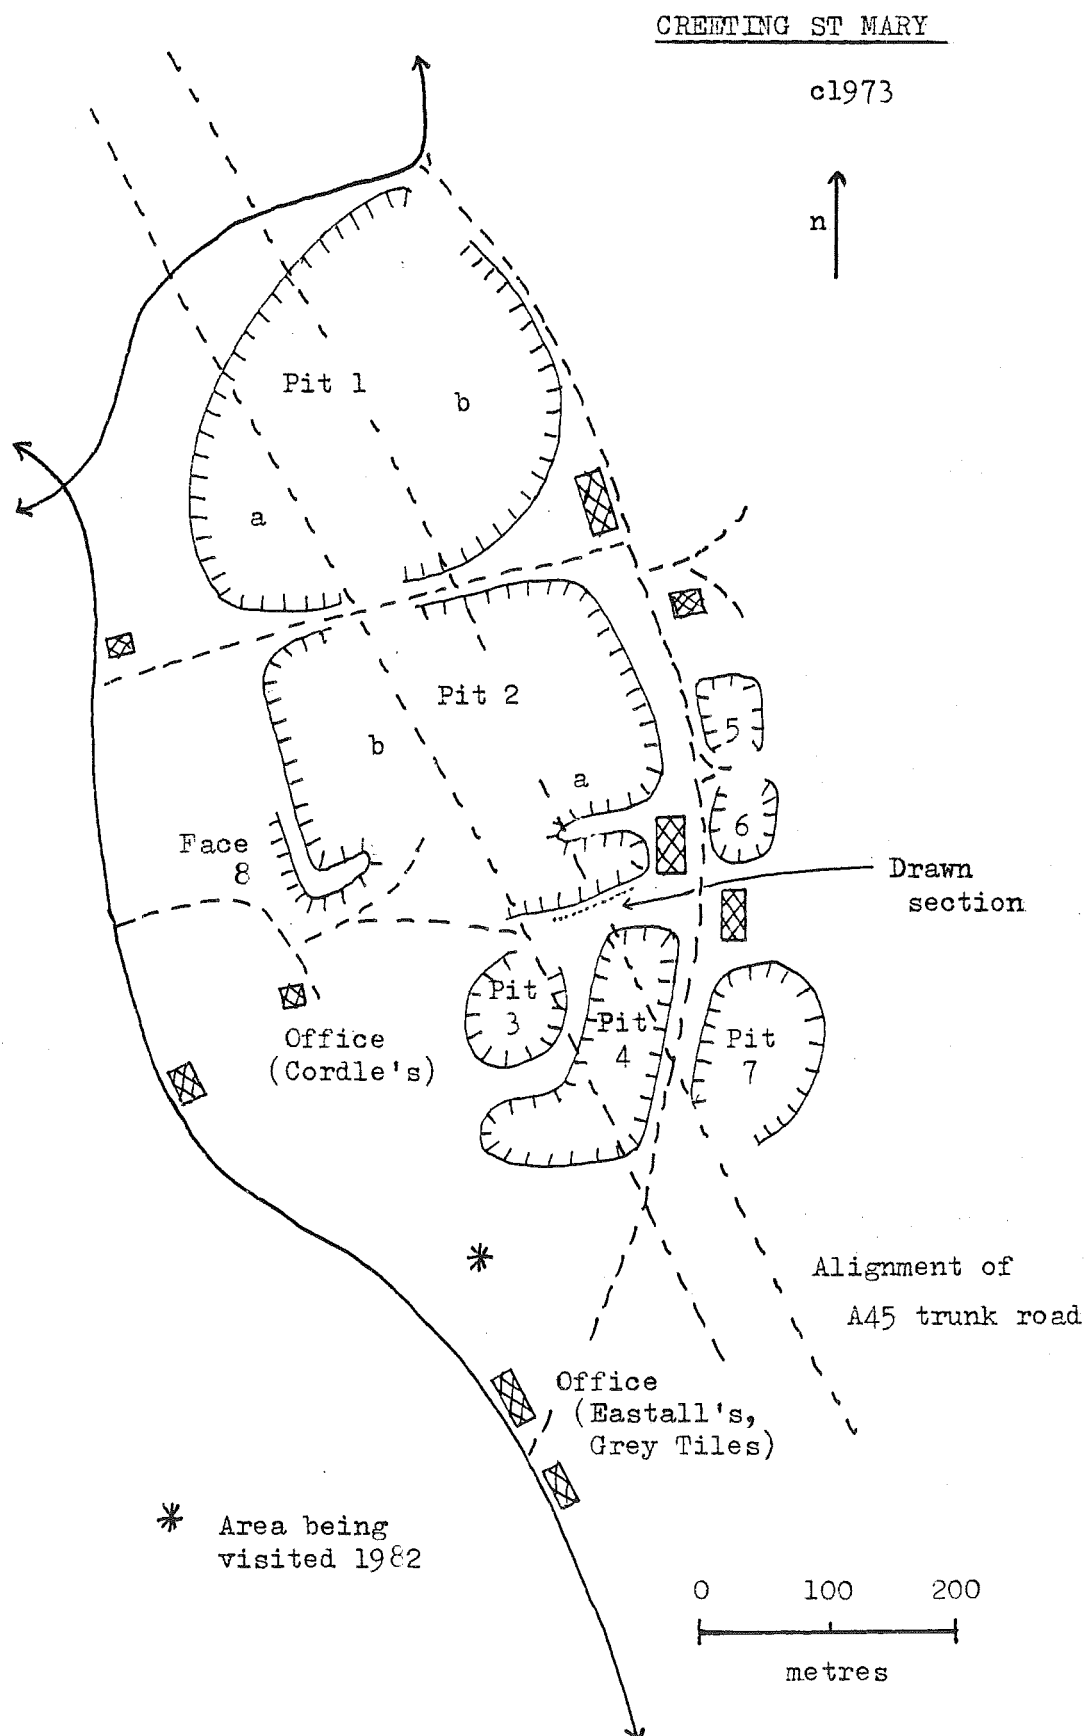 CREETING ST MARY
c1973
n
Pit 1
b
a
Pit 2
b
a
5
6
Face
8
Drawn
section
Pit
3
Pit
4
Pit
7
Office
(Cordle's)
Alignment of
A45 trunk road
Office
(Eastall's,
Grey Tiles)
* Area being
visited 1982
0 100 200
metres